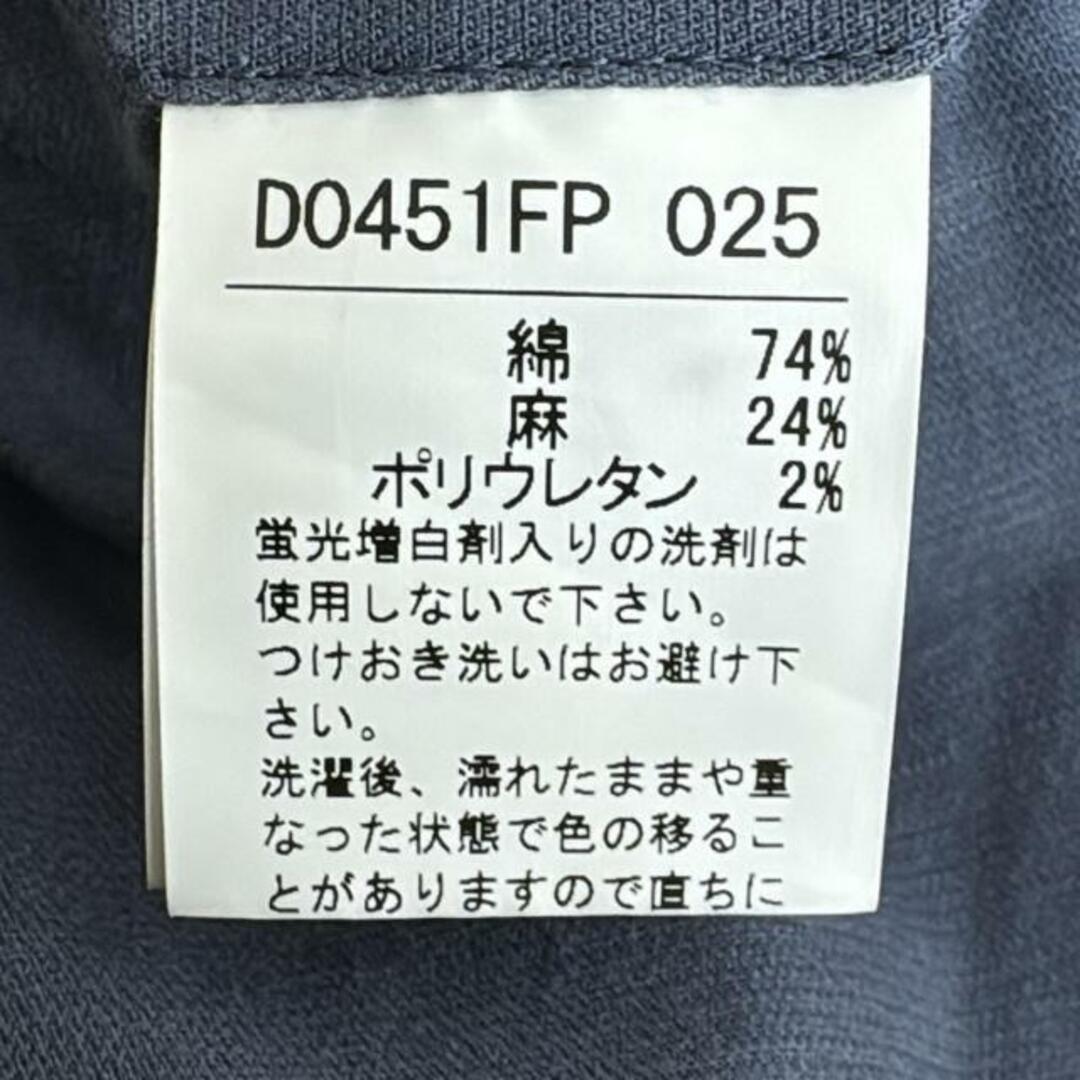 D0451FP 025
綿 74%
麻 24%
ポリウレタン 2%
蛍光増白剤入りの洗剤は
使用しないで下さい。
つけおき洗いはお避け下
さい。
洗濯後、濡れたままや重
なった状態で色の移るこ
とがありますので直ちに